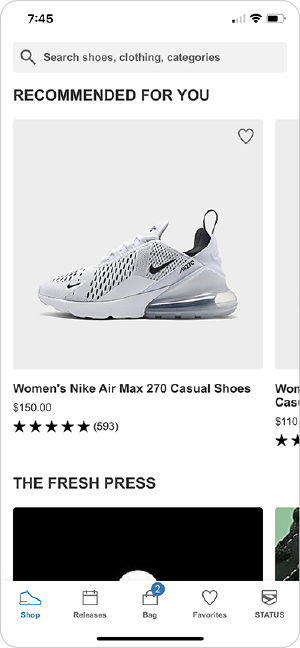 7:45
Search shoes, clothing, categories
RECOMMENDED FOR YOU
Women's Nike Air Max 270 Casual Shoes
$150.00
(593)
Wom
Cas
$110
THE FRESH PRESS
2
Shop
Releases
Bag
Favorites
STATUS